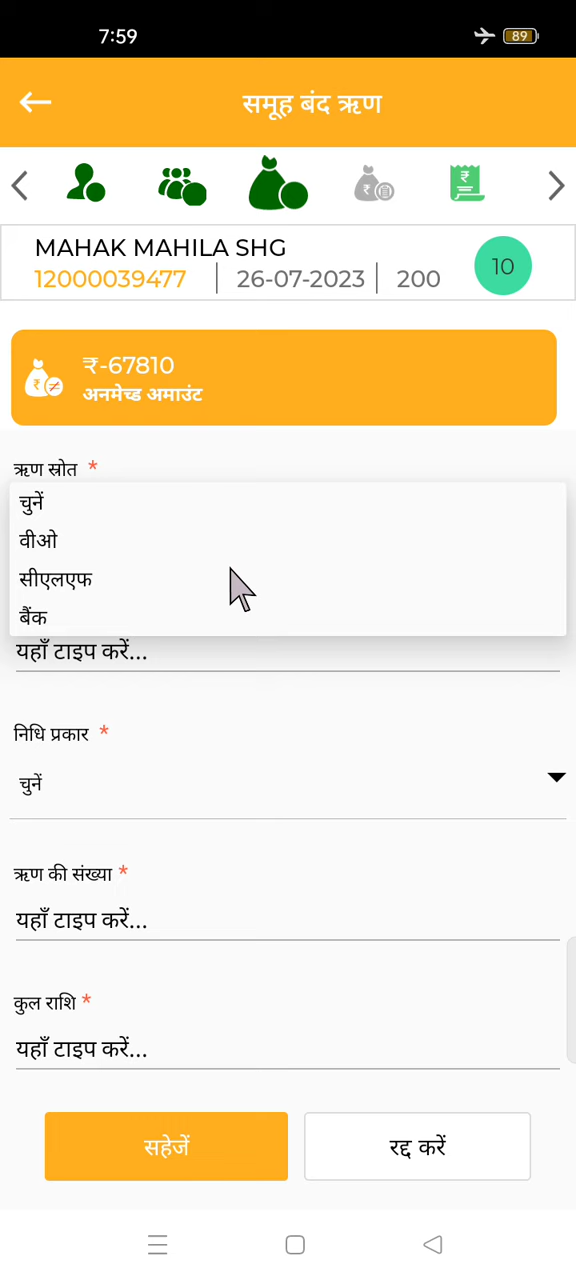 7:59
89
समूह बंद ऋण
MAHAK MAHILA SHG
12000039477 26-07-2023 200
10
₹-67810
अनमेच्ड अमाउंट
ऋण स्रोत *
चुनें
वीओ
सीएलएफ
बैंक
यहाँ टाइप करें...
निधि प्रकार *
चुनें
ऋण की संख्या *
यहाँ टाइप करें...
कुल राशि *
यहाँ टाइप करें...
सहेजें रद्द करें